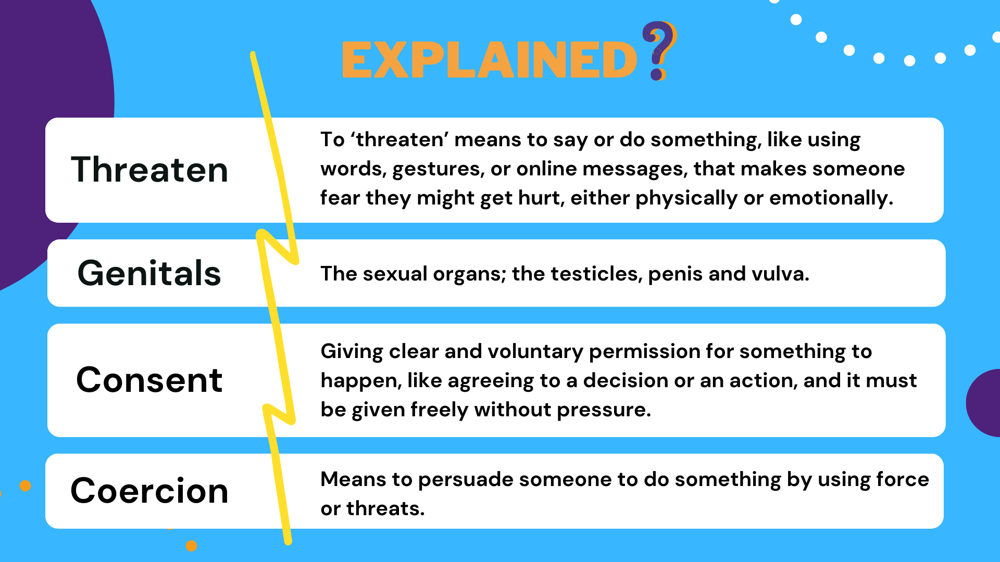 EXPLAINED?
Threaten
To ‘threaten’ means to say or do something, like using
words, gestures, or online messages, that makes someone
fear they might get hurt, either physically or emotionally.
Genitals
The sexual organs; the testicles, penis and vulva.
Consent
Giving clear and voluntary permission for something to
happen, like agreeing to a decision or an action, and it must
be given freely without pressure.
Coercion
Means to persuade someone to do something by using force
or threats.